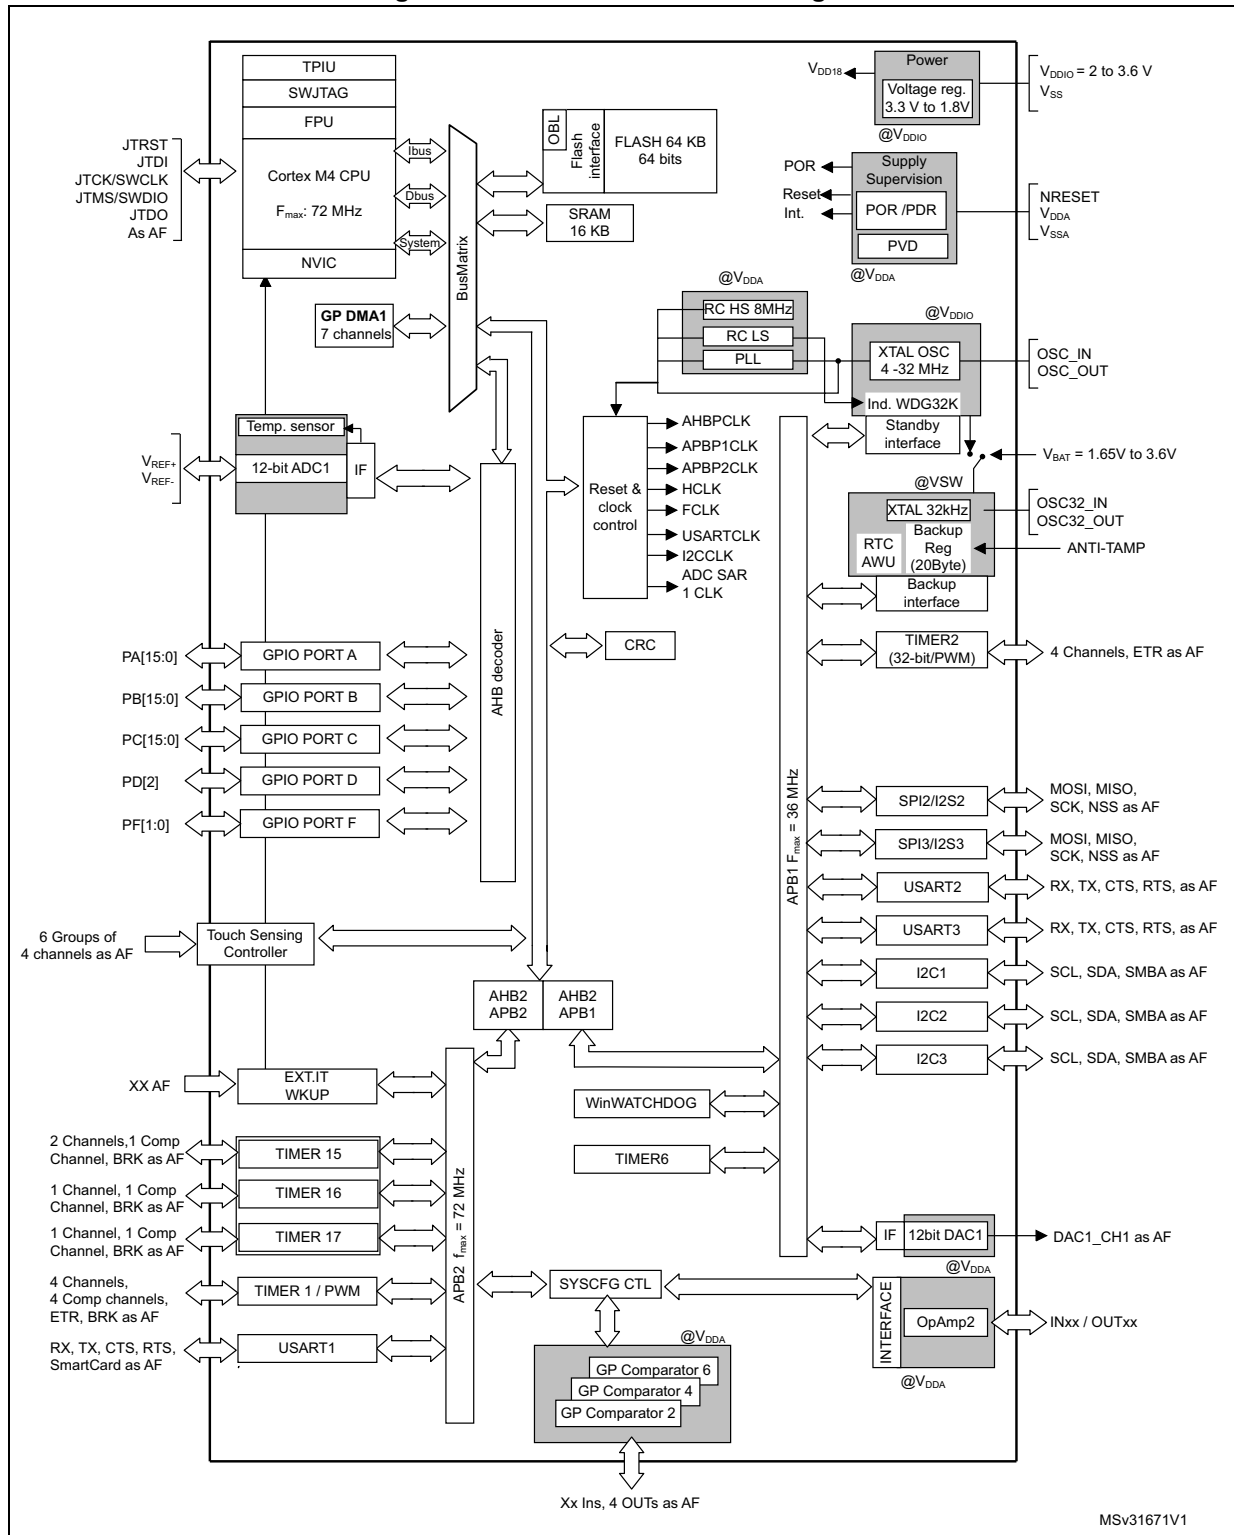 TPIU
SWJTAG
FPU
Cortex M4 CPU
Fmax: 72 MHz
NVIC
JTRST
JTDI
JTCK/SWCLK
JTMS/SWDIO
JTDO
As AF
Ibus
Dbus
System
BusMatrix
OBL
Flash
interface
FLASH 64 KB
64 bits
SRAM
16 KB
GP DMA1
7 channels
VDD18
Power
Voltage reg.
3.3 V to 1.8V
@VDDIO
VDDIO = 2 to 3.6 V
VSS
POR
Reset
Int.
Supply
Supervision
POR /PDR
PVD
@VDDA
NRESET
VDDA
VSSA
@VDDA
RC HS 8MHz
RC LS
PLL
@VDDIO
XTAL OSC
4 -32 MHz
Ind. WDG32K
Standby
interface
OSC_IN
OSC_OUT
VBAT = 1.65V to 3.6V
@VSW
XTAL 32kHz
RTC
AWU
Backup
Reg
(20Byte)
Backup
interface
OSC32_IN
OSC32_OUT
ANTI-TAMP
Reset &
clock
control
AHBPCLK
APBP1CLK
APBP2CLK
HCLK
FCLK
USARTCLK
I2CCLK
ADC SAR
1 CLK
VREF+
VREF-
Temp. sensor
12-bit ADC1
IF
AHB decoder
CRC
PA[15:0]
GPIO PORT A
PB[15:0]
GPIO PORT B
PC[15:0]
GPIO PORT C
PD[2]
GPIO PORT D
PF[1:0]
GPIO PORT F
6 Groups of
4 channels as AF
Touch Sensing
Controller
AHB2
APB2
AHB2
APB1
APB1 Fmax = 36 MHz
TIMER2
(32-bit/PWM)
4 Channels, ETR as AF
SPI2/I2S2
MOSI, MISO,
SCK, NSS as AF
SPI3/I2S3
MOSI, MISO,
SCK, NSS as AF
USART2
RX, TX, CTS, RTS, as AF
USART3
RX, TX, CTS, RTS, as AF
I2C1
SCL, SDA, SMBA as AF
I2C2
SCL, SDA, SMBA as AF
I2C3
SCL, SDA, SMBA as AF
WinWATCHDOG
TIMER6
IF
12bit DAC1
@VDDA
DAC1_CH1 as AF
XX AF
EXT.IT
WKUP
2 Channels,1 Comp
Channel, BRK as AF
TIMER 15
1 Channel, 1 Comp
Channel, BRK as AF
TIMER 16
1 Channel, 1 Comp
Channel, BRK as AF
TIMER 17
4 Channels,
4 Comp channels,
ETR, BRK as AF
TIMER 1 / PWM
RX, TX, CTS, RTS,
SmartCard as AF
USART1
APB2 fmax = 72 MHz
SYSCFG CTL
INTERFACE
OpAmp2
@VDDA
INxx / OUTxx
@VDDA
GP Comparator 6
GP Comparator 4
GP Comparator 2
Xx Ins, 4 OUTs as AF
MSv31671V1